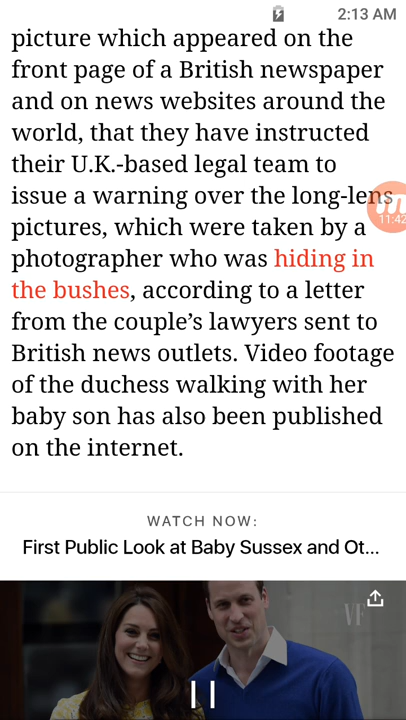 2:13 AM
picture which appeared on the
front page of a British newspaper
and on news websites around the
world, that they have instructed
their U.K.-based legal team to
issue a warning over the long-lens
pictures, which were taken by a
11:42
photographer who was hiding in
the bushes, according to a letter
from the couple’s lawyers sent to
British news outlets. Video footage
of the duchess walking with her
baby son has also been published
on the internet.
WATCH NOW:
First Public Look at Baby Sussex and Ot...
VF